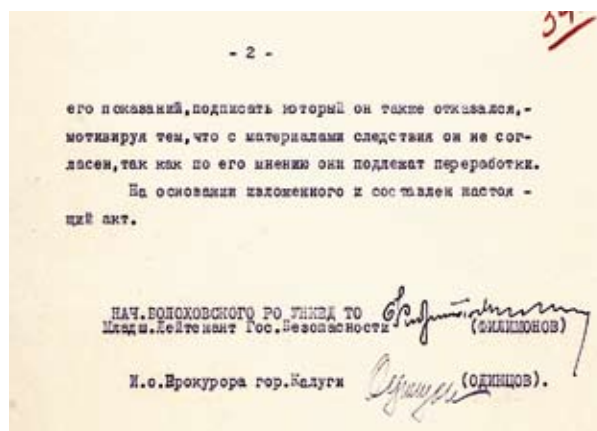 - 2 -
его показаний, подписать который он также отказался, -
мотивируя тем, что с материалами следствия он не сог-
ласен, так как по его мнению они подлежат переработки.
На основании изложенного и составлен настоя -
щий акт.
НАЧ. БОЛОХОВСКОГО РО УНКВД ТО
Младш. Лейтенант Гос. Безопасности (ФИЛИМОНОВ)
И.о. Прокурора гор. Калуги (ОДИНЦОВ).